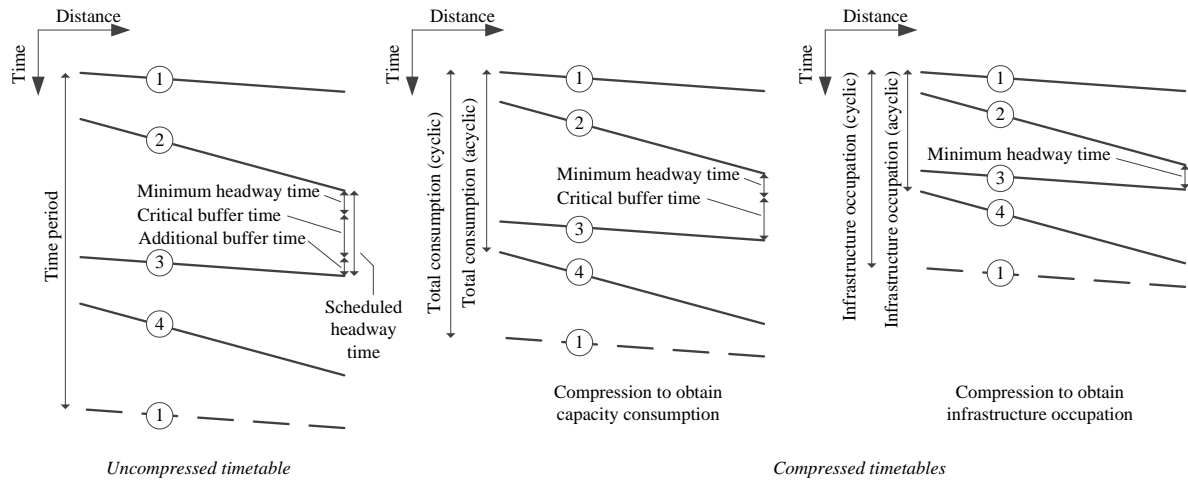 Distance
Time
Time period
1
2
Minimum headway time
Critical buffer time
Additional buffer time
3
Scheduled
headway
time
4
1
Uncompressed timetable
Distance
Time
Total consumption (cyclic)
Total consumption (acyclic)
1
2
Minimum headway time
Critical buffer time
3
4
1
Compression to obtain
capacity consumption
Distance
Time
Infrastructure occupation (cyclic)
Infrastructure occupation (acyclic)
1
2
Minimum headway time
3
4
1
Compression to obtain
infrastructure occupation
Compressed timetables